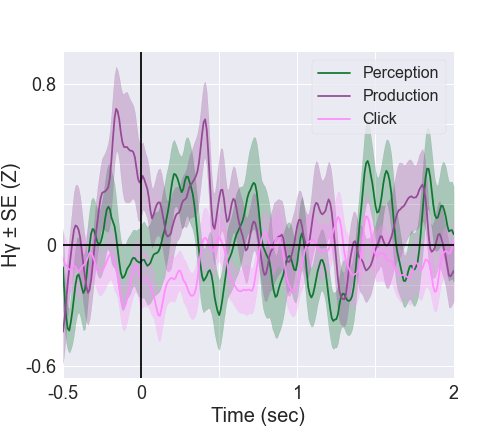 Perception
Production
Click
0.8
0
-0.6
Hγ ± SE (Z)
-0.5
0
1
2
Time (sec)